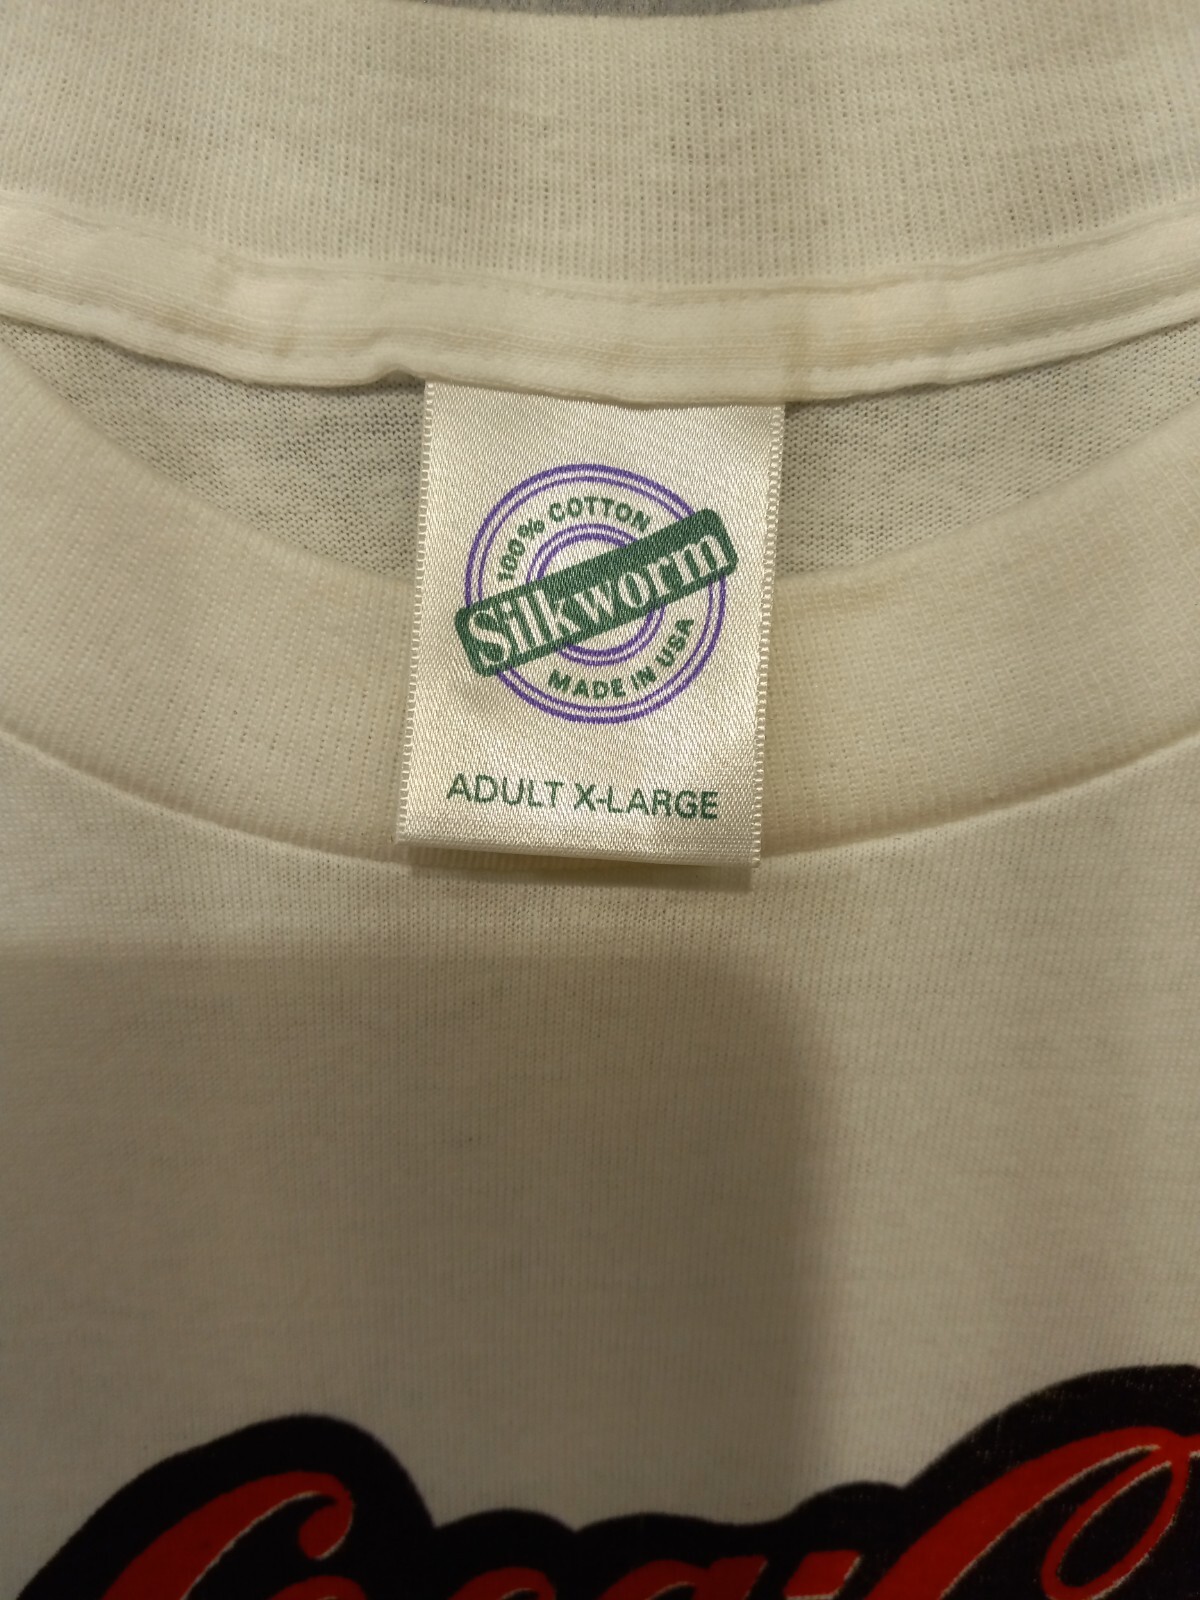 100% COTTON
Silkworm
MADE IN USA
ADULT X-LARGE